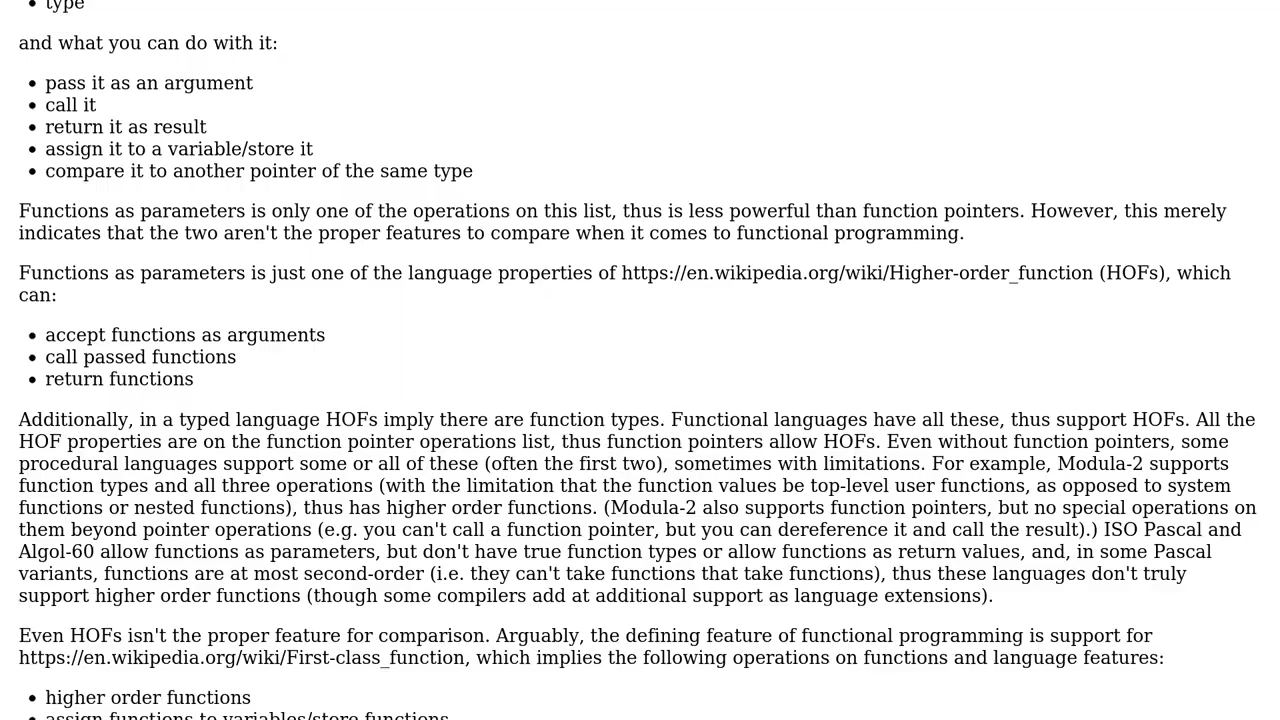 • type
and what you can do with it:
• pass it as an argument
• call it
• return it as result
• assign it to a variable/store it
• compare it to another pointer of the same type
Functions as parameters is only one of the operations on this list, thus is less powerful than function pointers. However, this merely
indicates that the two aren't the proper features to compare when it comes to functional programming.
Functions as parameters is just one of the language properties of https://en.wikipedia.org/wiki/Higher-order_function (HOFs), which
can:
• accept functions as arguments
• call passed functions
• return functions
Additionally, in a typed language HOFs imply there are function types. Functional languages have all these, thus support HOFs. All the
HOF properties are on the function pointer operations list, thus function pointers allow HOFs. Even without function pointers, some
procedural languages support some or all of these (often the first two), sometimes with limitations. For example, Modula-2 supports
function types and all three operations (with the limitation that the function values be top-level user functions, as opposed to system
functions or nested functions), thus has higher order functions. (Modula-2 also supports function pointers, but no special operations on
them beyond pointer operations (e.g. you can't call a function pointer, but you can dereference it and call the result).) ISO Pascal and
Algol-60 allow functions as parameters, but don't have true function types or allow functions as return values, and, in some Pascal
variants, functions are at most second-order (i.e. they can't take functions that take functions), thus these languages don't truly
support higher order functions (though some compilers add at additional support as language extensions).
Even HOFs isn't the proper feature for comparison. Arguably, the defining feature of functional programming is support for
https://en.wikipedia.org/wiki/First-class_function, which implies the following operations on functions and language features:
• higher order functions
• assign functions to variables/store functions